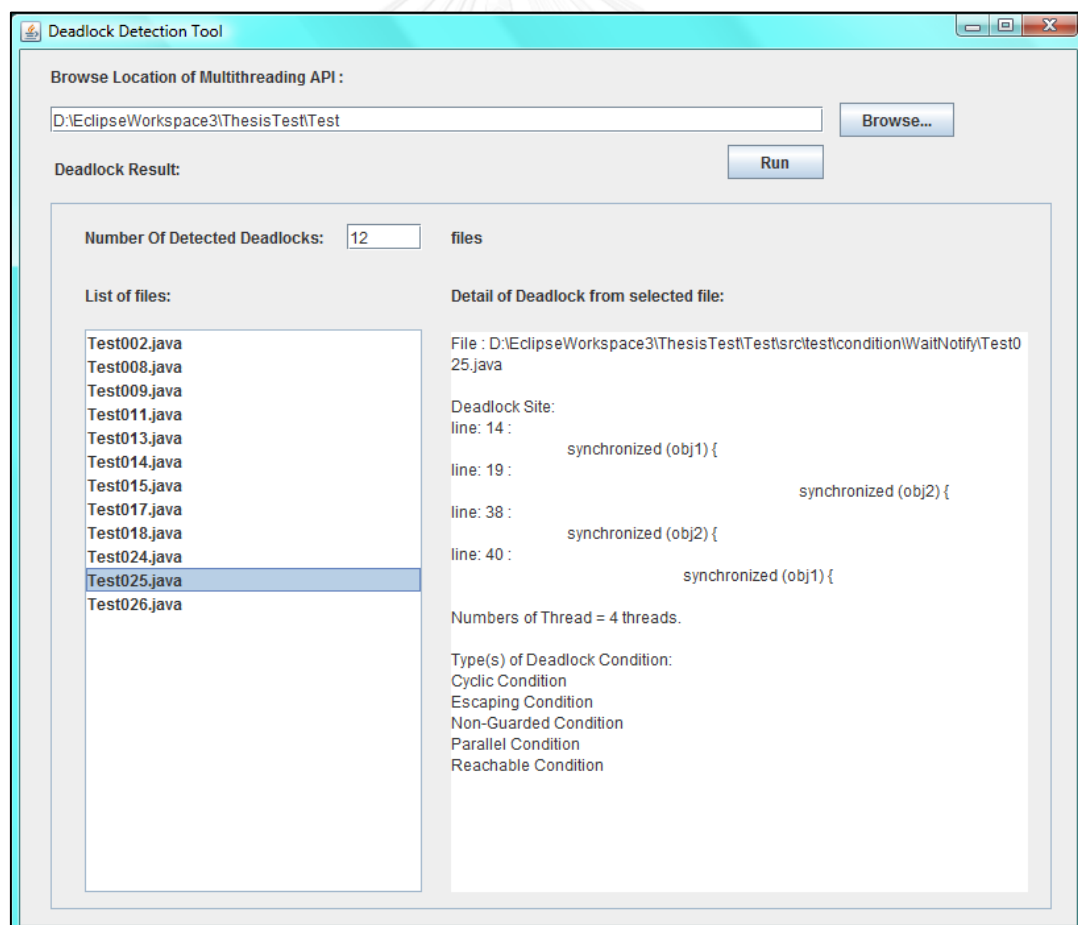 Deadlock Detection Tool
Browse Location of Multithreading API :
D:\EclipseWorkspace3\ThesisTest\Test
Browse...
Deadlock Result:
Run
Number Of Detected Deadlocks: 12 files
List of files:
Test002.java
Test008.java
Test009.java
Test011.java
Test013.java
Test014.java
Test015.java
Test017.java
Test018.java
Test024.java
Test025.java
Test026.java
Detail of Deadlock from selected file:
File : D:\EclipseWorkspace3\ThesisTest\Test\src\test\condition\WaitNotify\Test0
25.java
Deadlock Site:
line: 14 :
synchronized (obj1) {
line: 19 :
synchronized (obj2) {
line: 38 :
synchronized (obj2) {
line: 40 :
synchronized (obj1) {
Numbers of Thread = 4 threads.
Type(s) of Deadlock Condition:
Cyclic Condition
Escaping Condition
Non-Guarded Condition
Parallel Condition
Reachable Condition